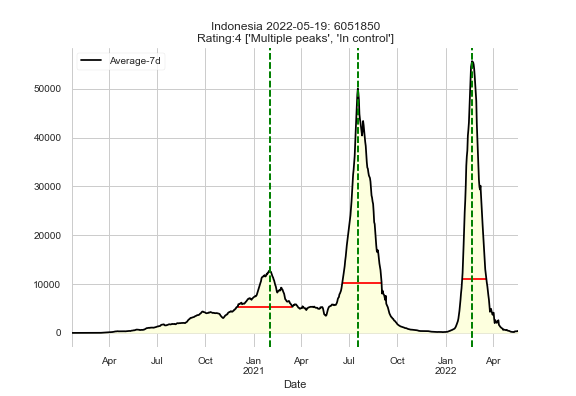 Indonesia 2022-05-19: 6051850
Rating:4 ['Multiple peaks', 'In control']
Average-7d
50000
40000
30000
20000
10000
0
Apr Jul Oct Jan Apr Jul Oct Jan Apr
2021 2022
Date